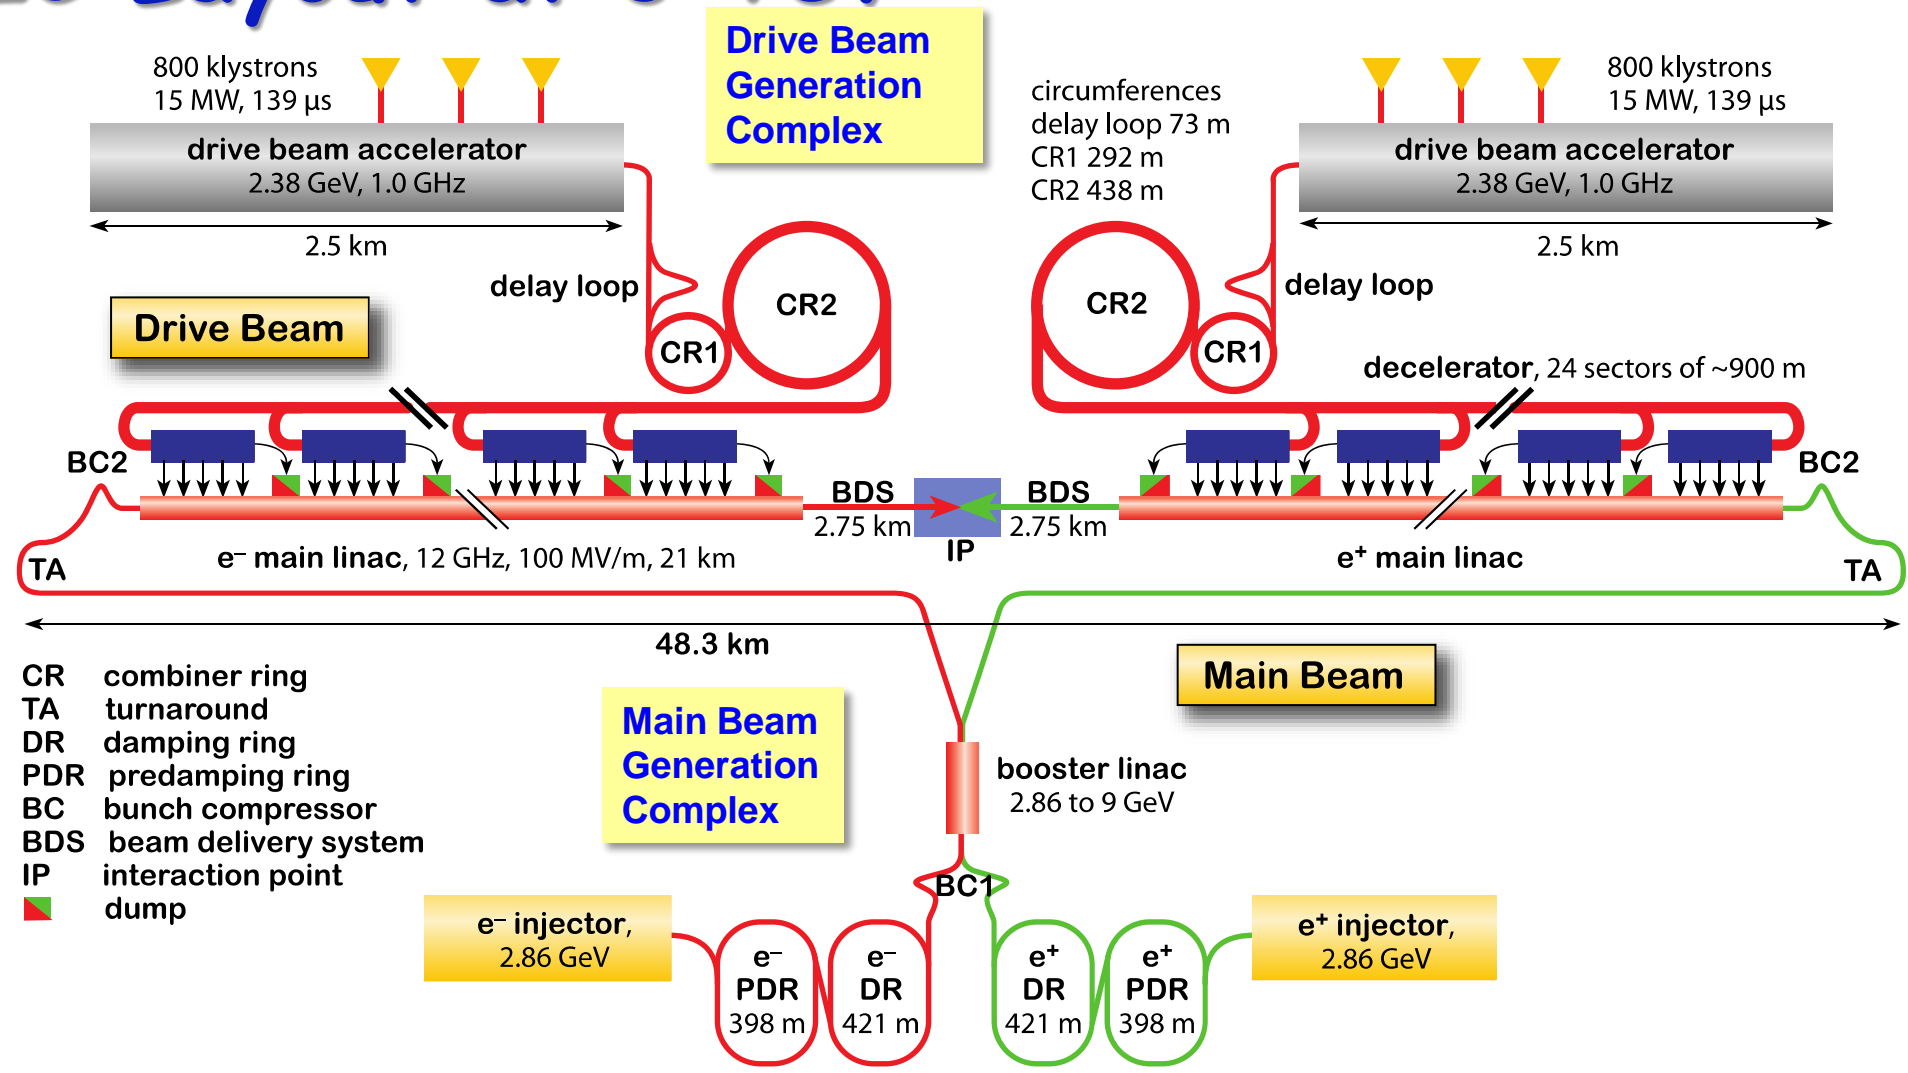 Drive Beam
Generation
Complex
800 klystrons
15 MW, 139 µs
drive beam accelerator
2.38 GeV, 1.0 GHz
2.5 km
circumferences
delay loop 73 m
CR1 292 m
CR2 438 m
800 klystrons
15 MW, 139 µs
drive beam accelerator
2.38 GeV, 1.0 GHz
2.5 km
delay loop
CR2
CR1
CR2
CR1
delay loop
Drive Beam
decelerator, 24 sectors of ~900 m
BC2
BDS
2.75 km
IP
BDS
2.75 km
BC2
TA
e– main linac, 12 GHz, 100 MV/m, 21 km
e+ main linac
TA
48.3 km
CR combiner ring
TA turnaround
DR damping ring
PDR predamping ring
BC bunch compressor
BDS beam delivery system
IP interaction point
dump
Main Beam
Generation
Complex
Main Beam
booster linac
2.86 to 9 GeV
BC1
e– injector,
2.86 GeV
e–
PDR
398 m
e–
DR
421 m
e+
DR
421 m
e+
PDR
398 m
e+ injector,
2.86 GeV